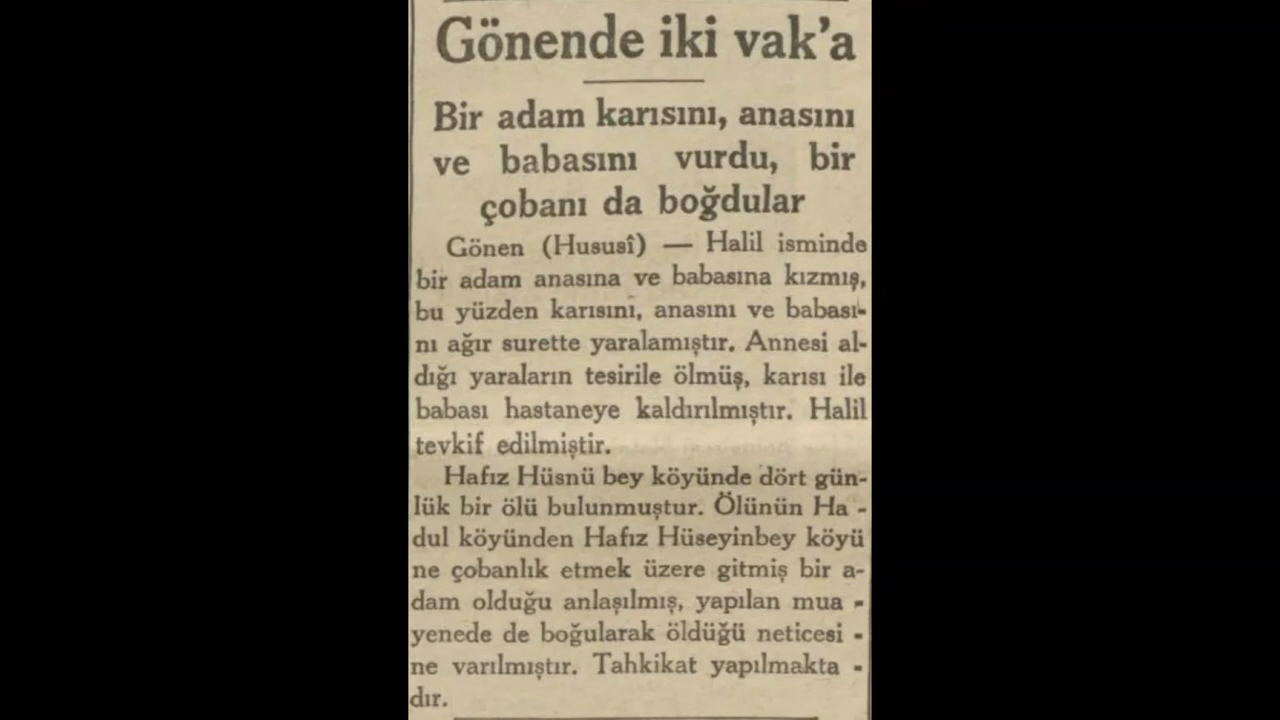 Gönende iki vak'a
Bir adam karısını, anasını
ve babasını vurdu, bir
çobanı da boğdular
Gönen (Hususî) — Halil isminde
bir adam anasına ve babasına kızmış,
bu yüzden karısını, anasını ve babası-
nı ağır surette yaralamıştır. Annesi al-
dığı yaraların tesirile ölmüş, karısı ile
babası hastaneye kaldırılmıştır. Halil
tevkif edilmiştir.
Hafız Hüsnü bey köyünde dört gün-
lük bir ölü bulunmuştur. Ölünün Ha -
dul köyünden Hafız Hüseyinbey köyü
ne çobanlık etmek üzere gitmiş bir a-
dam olduğu anlaşılmış, yapılan mua -
yenede de boğularak öldüğü neticesi -
ne varılmıştır. Tahkikat yapılmakta -
dır.